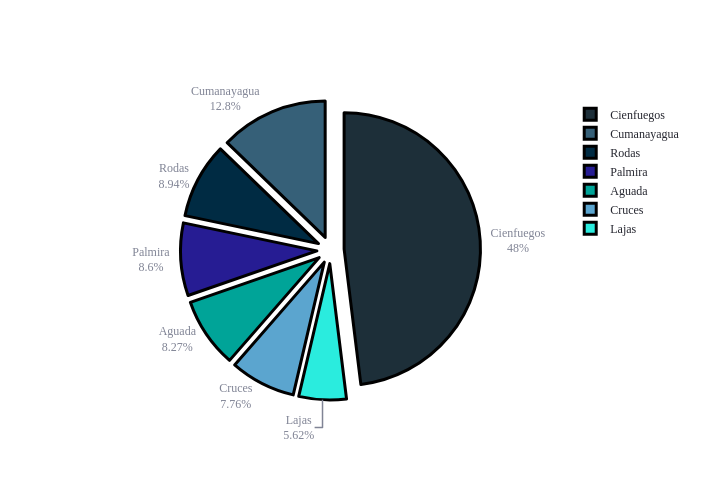 Cumanayagua
12.8%
Rodas
8.94%
Palmira
8.6%
Aguada
8.27%
Cruces
7.76%
Lajas
5.62%
Cienfuegos
48%
Cienfuegos
Cumanayagua
Rodas
Palmira
Aguada
Cruces
Lajas